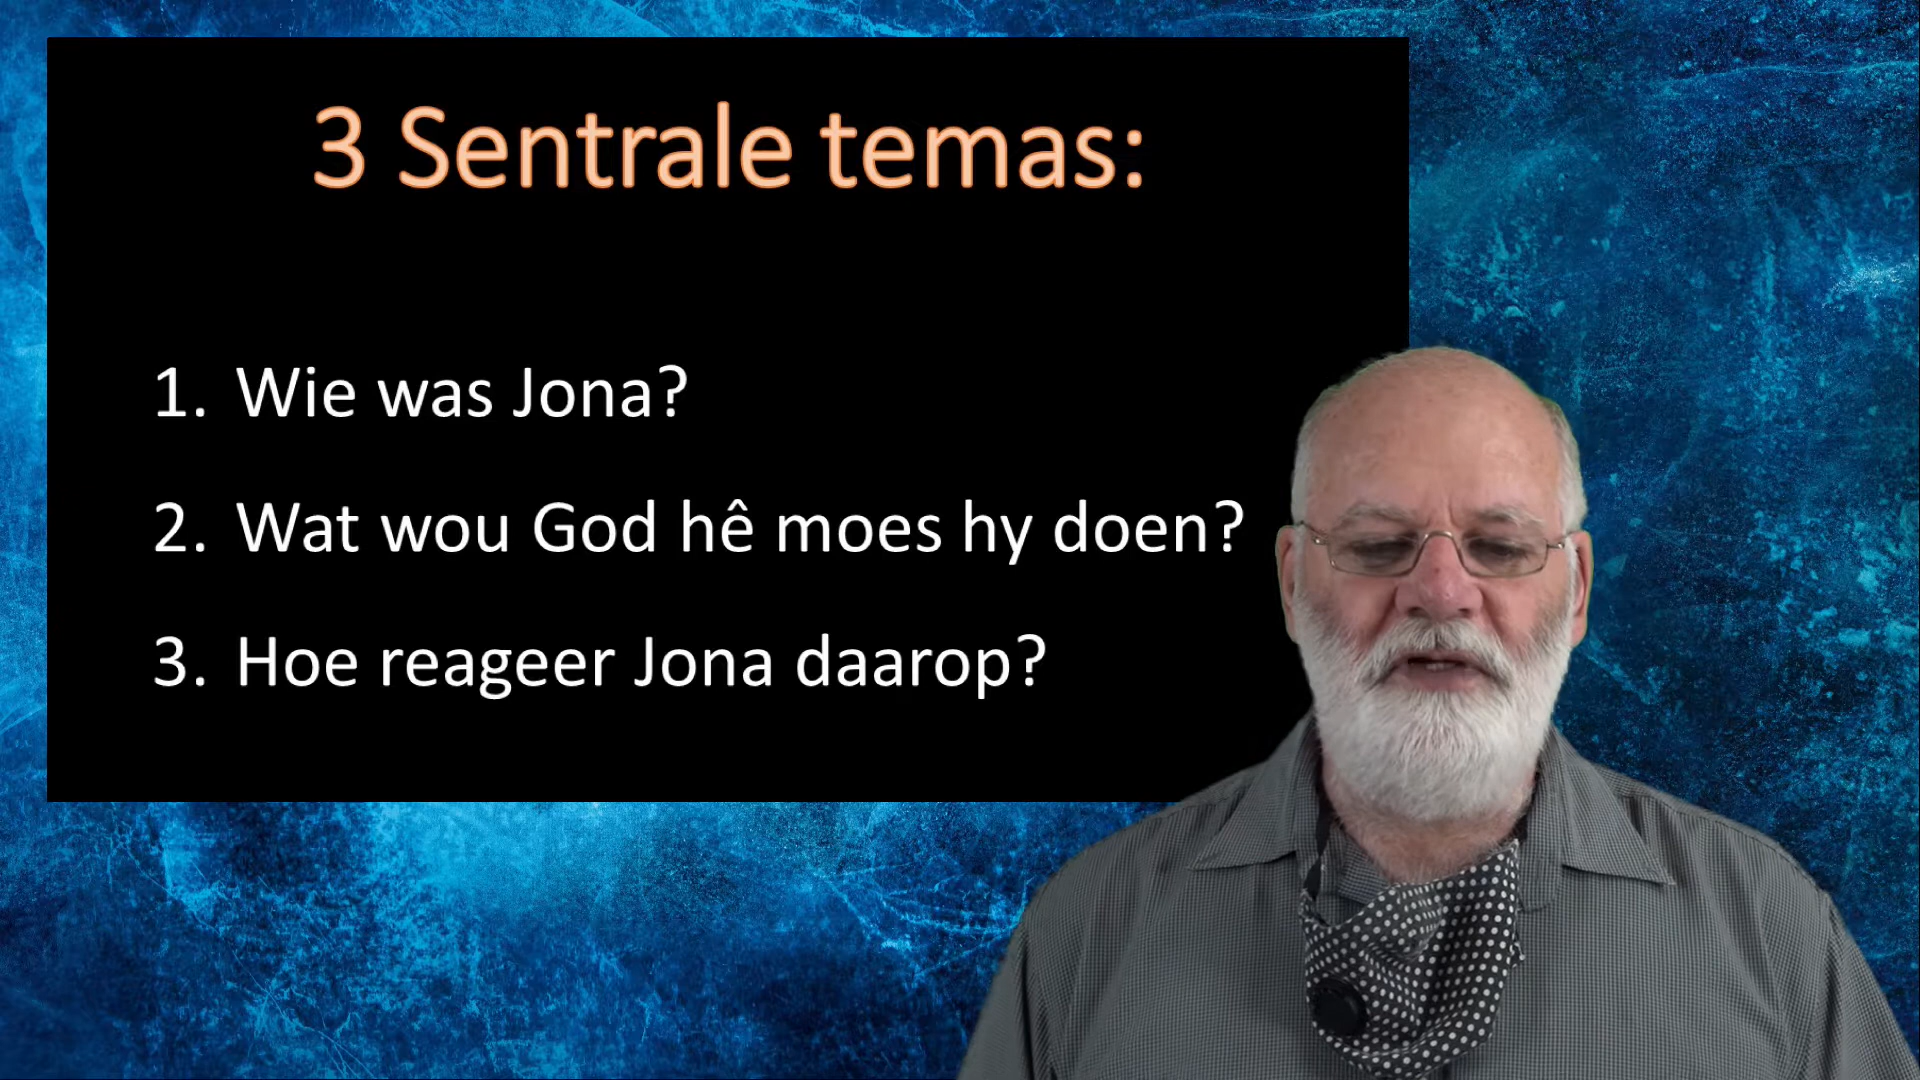 3 Sentrale temas:
1. Wie was Jona?
2. Wat wou God hê moes hy doen?
3. Hoe reageer Jona daarop?